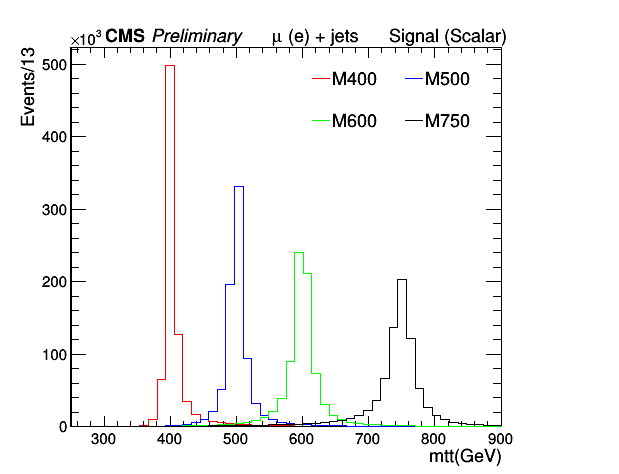 ×10³ CMS Preliminary μ (e) + jets Signal (Scalar)
Events/13
M400 M500
M600 M750
500
400
300
200
100
0
300 400 500 600 700 800 900
mtt(GeV)